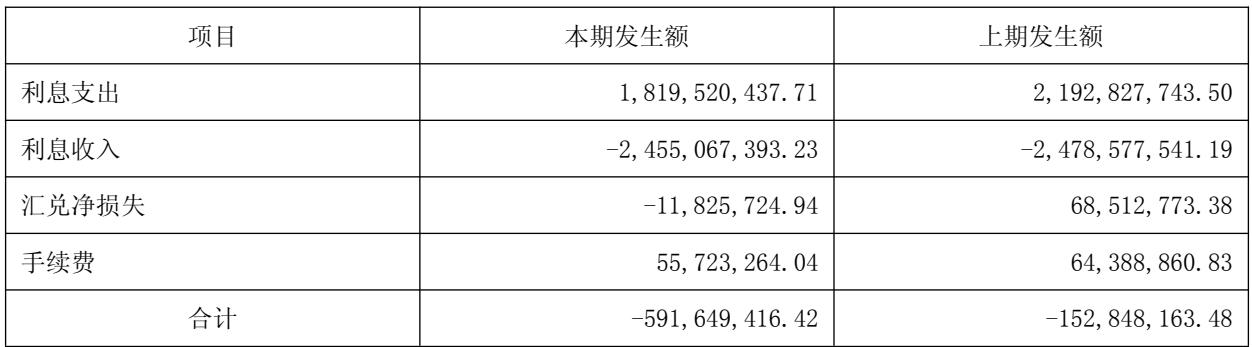 项目 本期发生额 上期发生额
利息支出 1,819,520,437.71 2,192,827,743.50
利息收入 -2,455,067,393.23 -2,478,577,541.19
汇兑净损失 -11,825,724.94 68,512,773.38
手续费 55,723,264.04 64,388,860.83
合计 -591,649,416.42 -152,848,163.48